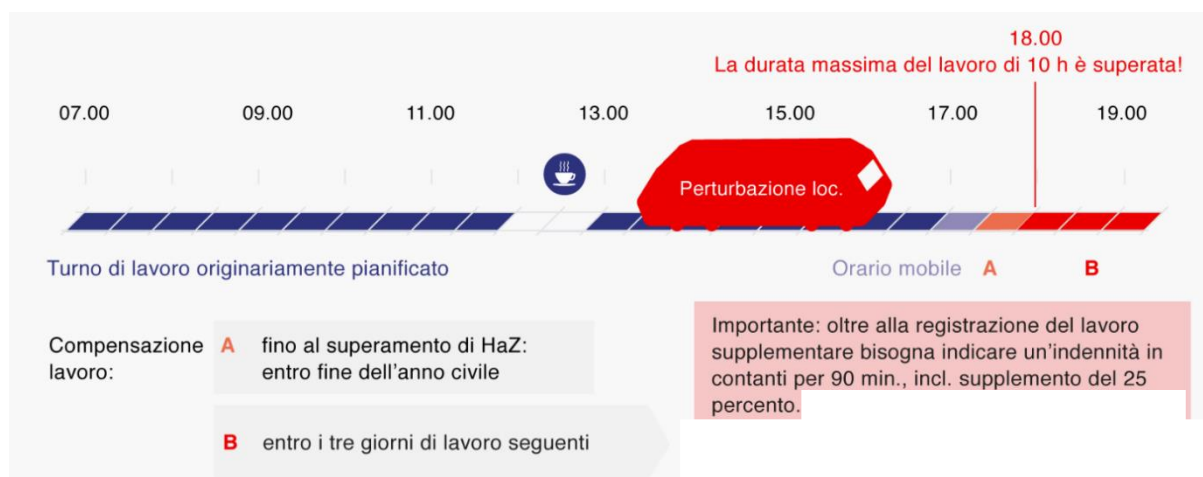 18.00
La durata massima del lavoro di 10 h è superata!
07.00 09.00 11.00 13.00 15.00 17.00 19.00
Perturbazione loc.
Turno di lavoro originariamente pianificato
Orario mobile A B
Compensazione lavoro:
A fino al superamento di HaZ:
entro fine dell'anno civile
B entro i tre giorni di lavoro seguenti
Importante: oltre alla registrazione del lavoro
supplementare bisogna indicare un'indennità in
contanti per 90 min., incl. supplemento del 25
percento.